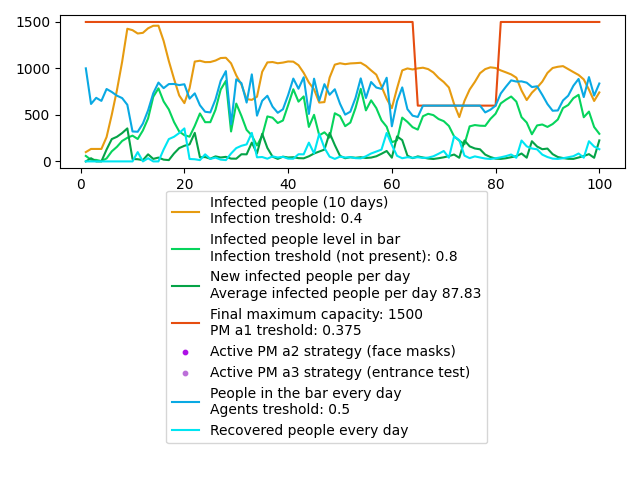 1500
1000
500
0
0
20
40
60
80
100
Infected people (10 days)
Infection treshold: 0.4
Infected people level in bar
Infection treshold (not present): 0.8
New infected people per day
Average infected people per day 87.83
Final maximum capacity: 1500
PM a1 treshold: 0.375
Active PM a2 strategy (face masks)
Active PM a3 strategy (entrance test)
People in the bar every day
Agents treshold: 0.5
Recovered people every day